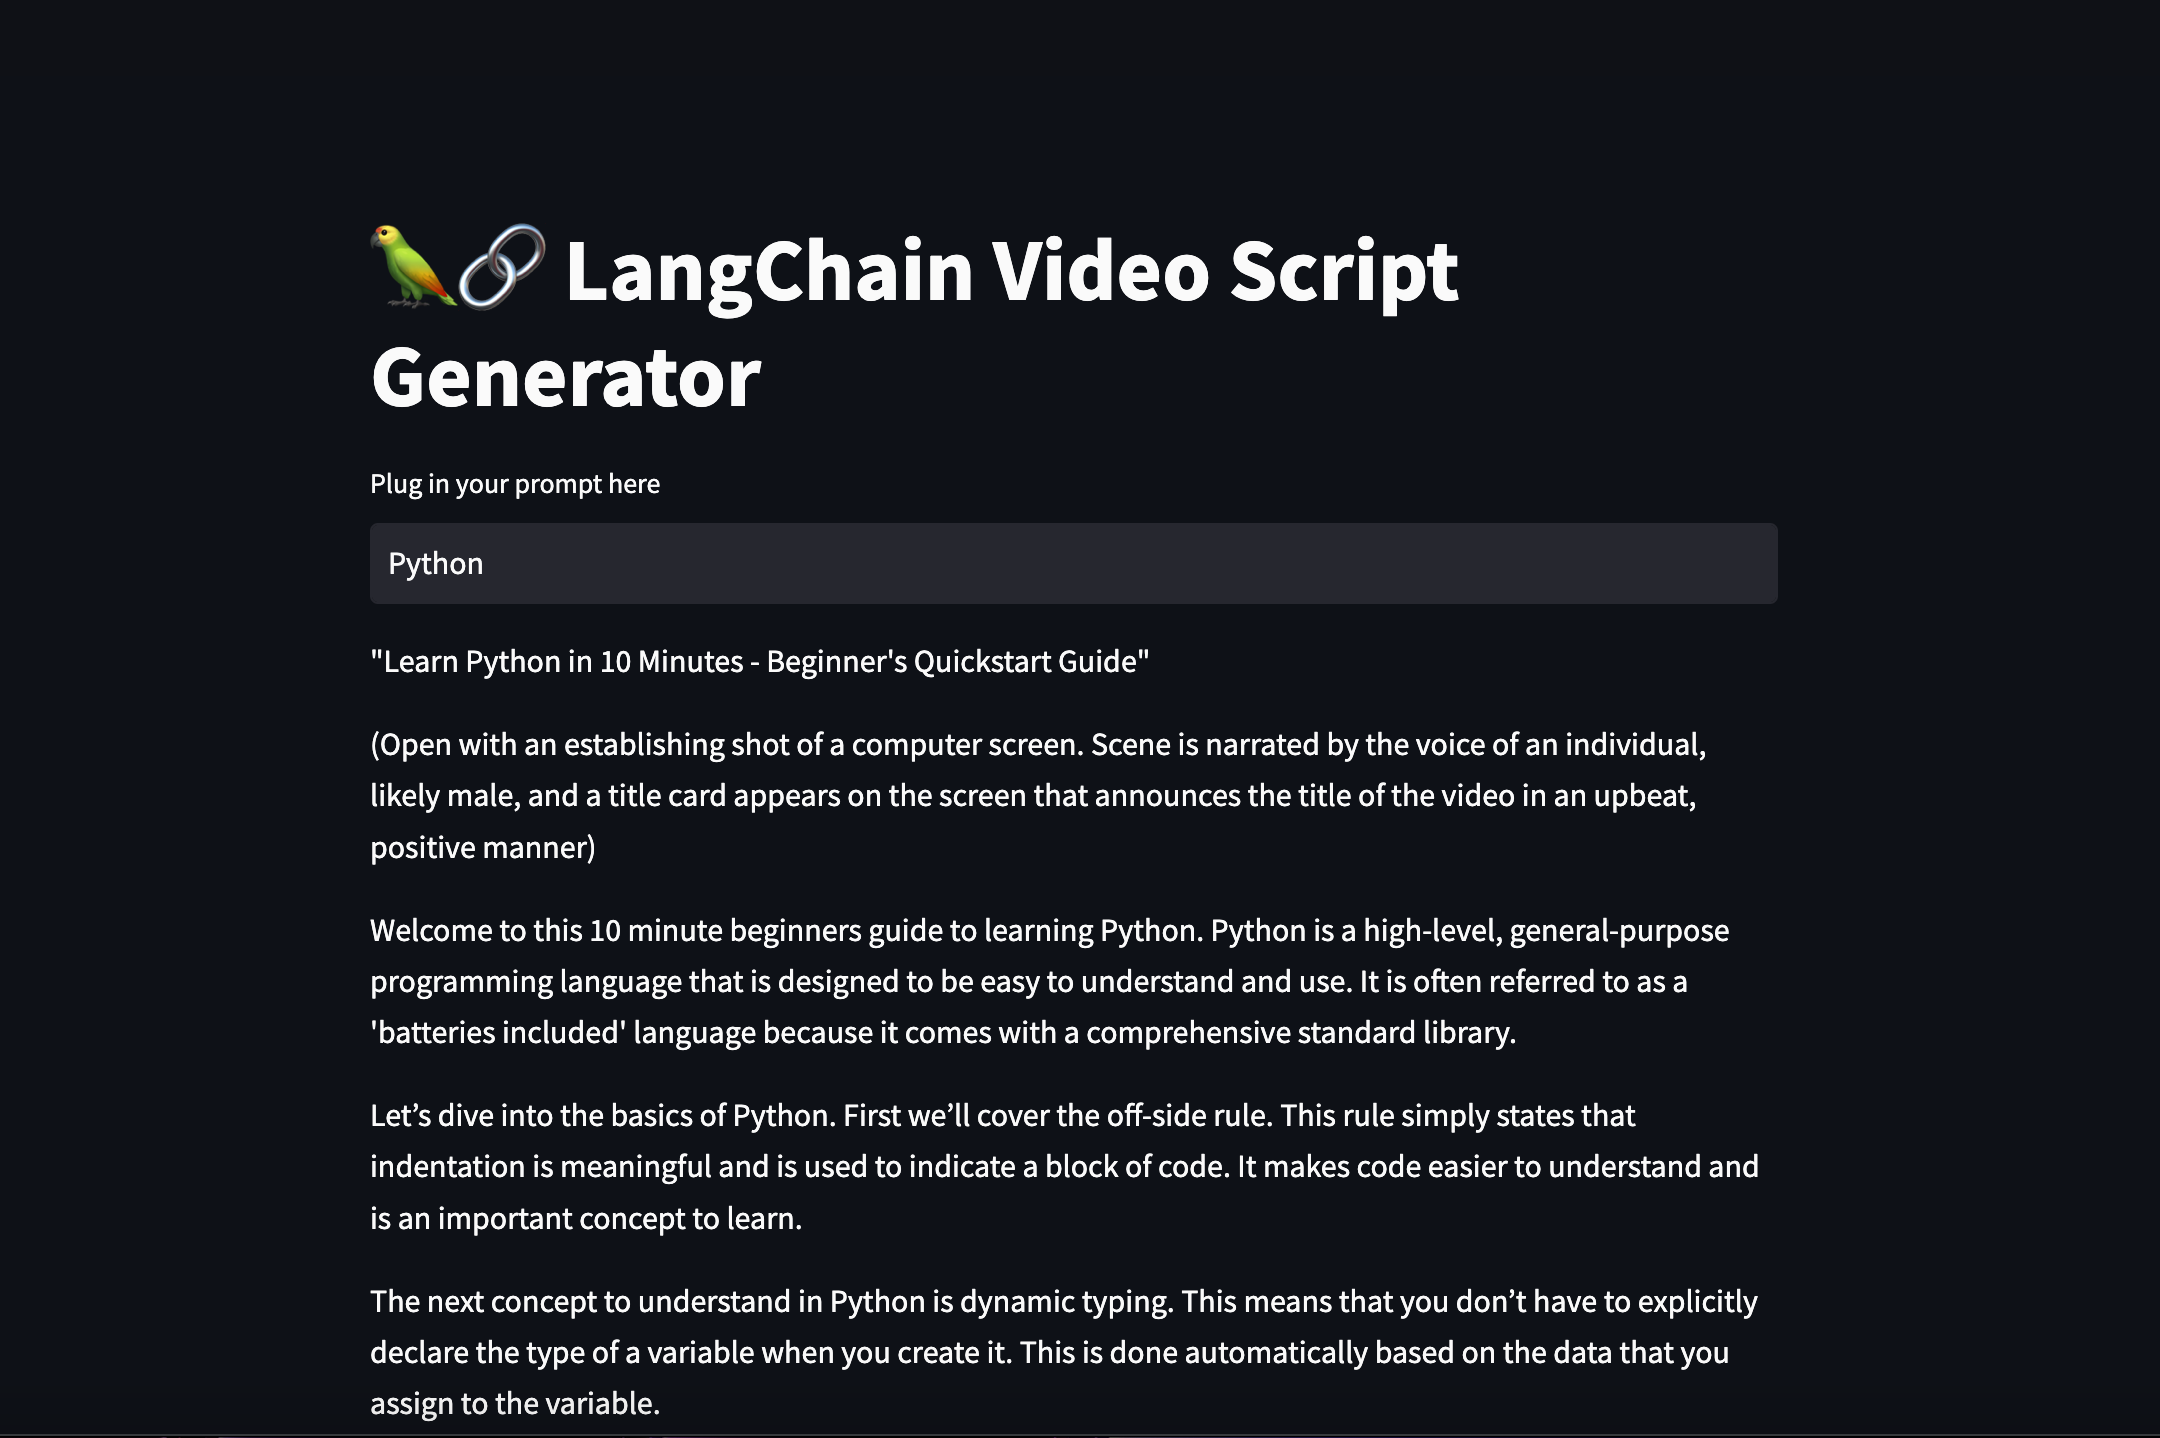 LangChain Video Script
Generator
Plug in your prompt here
Python
"Learn Python in 10 Minutes - Beginner's Quickstart Guide"
(Open with an establishing shot of a computer screen. Scene is narrated by the voice of an individual,
likely male, and a title card appears on the screen that announces the title of the video in an upbeat,
positive manner)
Welcome to this 10 minute beginners guide to learning Python. Python is a high-level, general-purpose
programming language that is designed to be easy to understand and use. It is often referred to as a
'batteries included' language because it comes with a comprehensive standard library.
Let’s dive into the basics of Python. First we’ll cover the off-side rule. This rule simply states that
indentation is meaningful and is used to indicate a block of code. It makes code easier to understand and
is an important concept to learn.
The next concept to understand in Python is dynamic typing. This means that you don’t have to explicitly
declare the type of a variable when you create it. This is done automatically based on the data that you
assign to the variable.